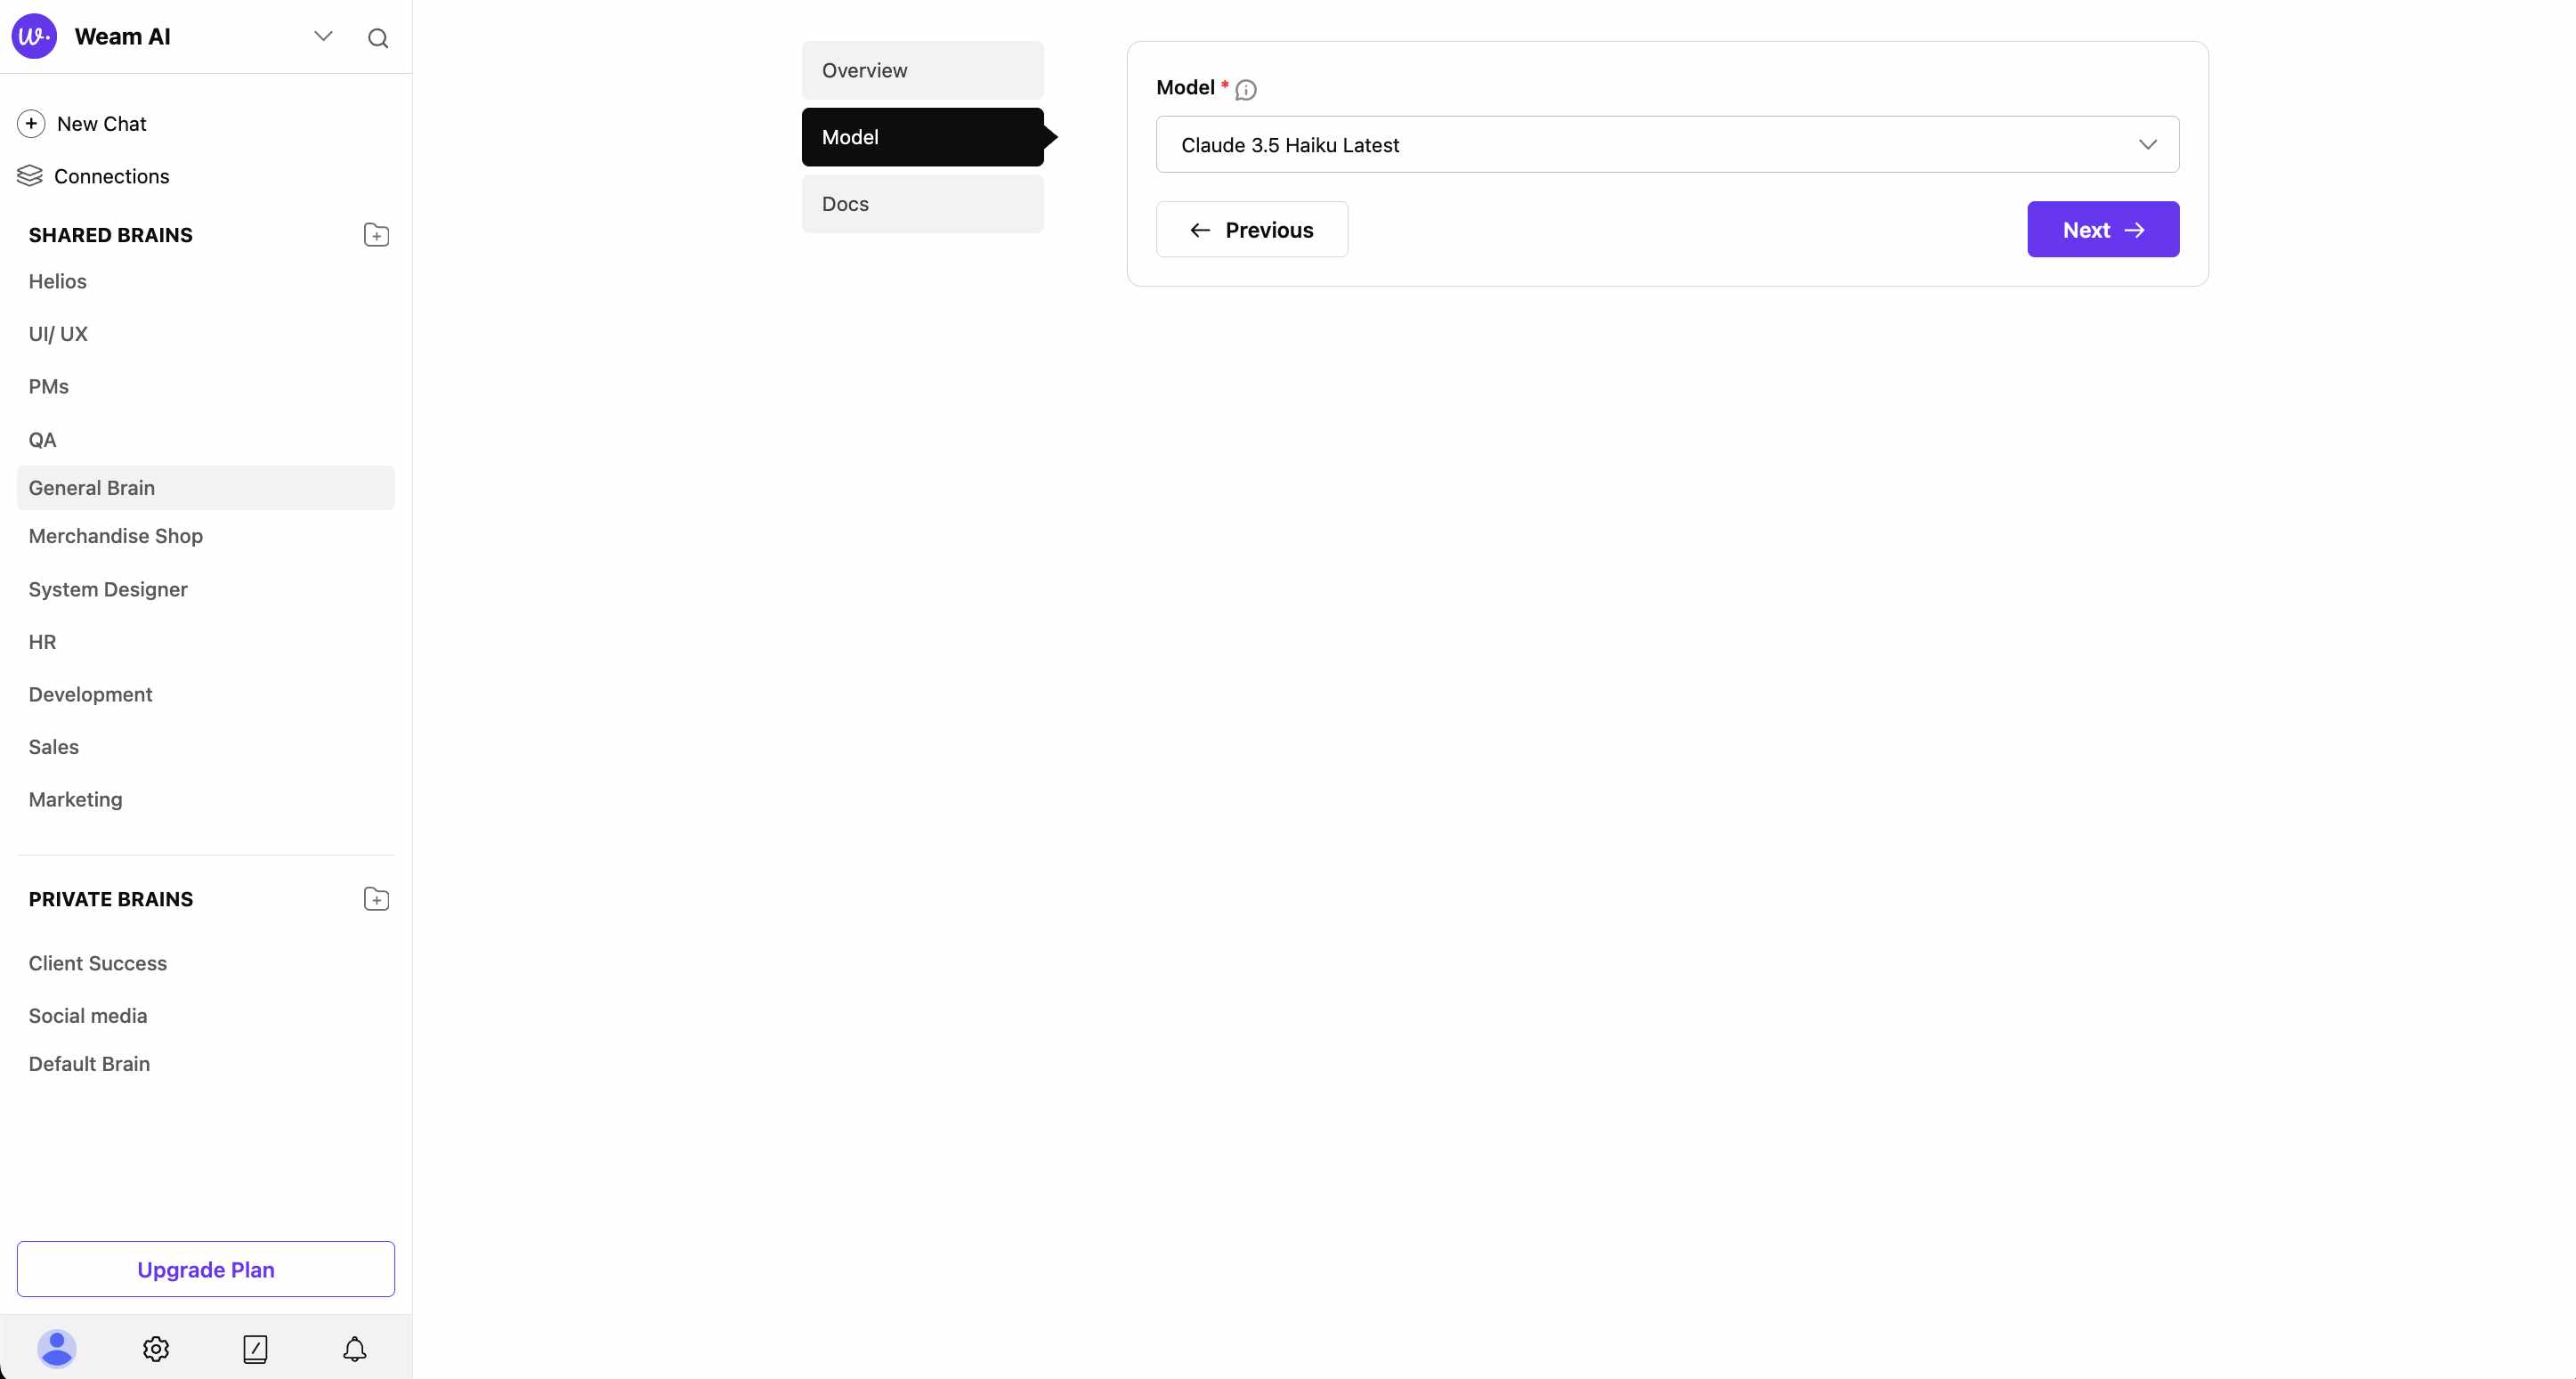 Weam AI
New Chat
Connections
SHARED BRAINS
Helios
UI/ UX
PMs
QA
General Brain
Merchandise Shop
System Designer
HR
Development
Sales
Marketing
PRIVATE BRAINS
Client Success
Social media
Default Brain
Upgrade Plan
Overview
Model
Docs
Model *
Claude 3.5 Haiku Latest
Previous
Next